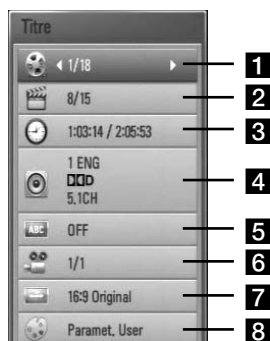 Titre
1/18 1
8/15 2
1:03:14 / 2:05:53 3
1 ENG
DD D 4
5.1CH
ABC OFF 5
1/1 6
16:9 Original 7
Paramet. User 8